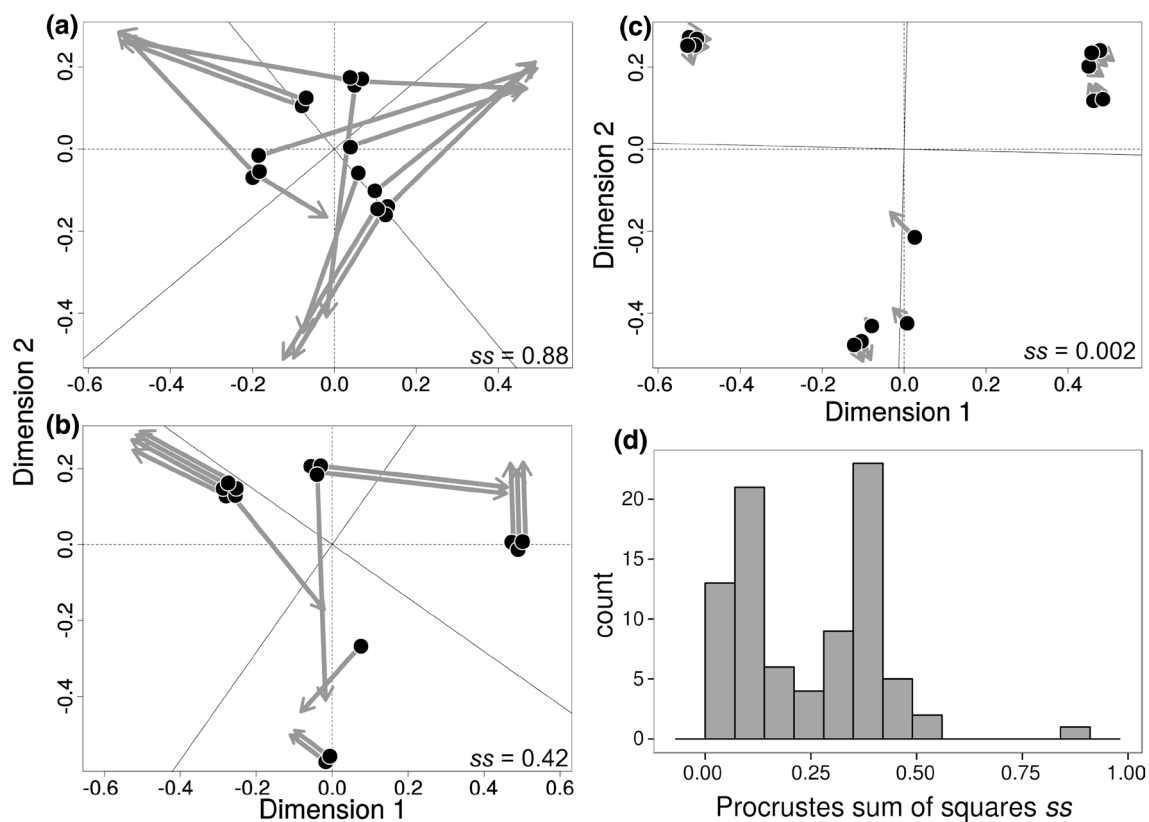 (a)
0.2
0.0
-0.2
-0.4
ss = 0.88
-0.6 -0.4 -0.2 0.0 0.2 0.4
Dimension 2
(b)
0.2
0.0
-0.2
-0.4
ss = 0.42
-0.6 -0.4 -0.2 0.0 0.2 0.4 0.6
Dimension 1
(c)
0.2
0.0
-0.2
-0.4
Dimension 2
ss = 0.002
-0.6 -0.4 -0.2 0.0 0.2 0.4
Dimension 1
(d)
20
15
10
5
0
count
0.00 0.25 0.50 0.75 1.00
Procrustes sum of squares ss